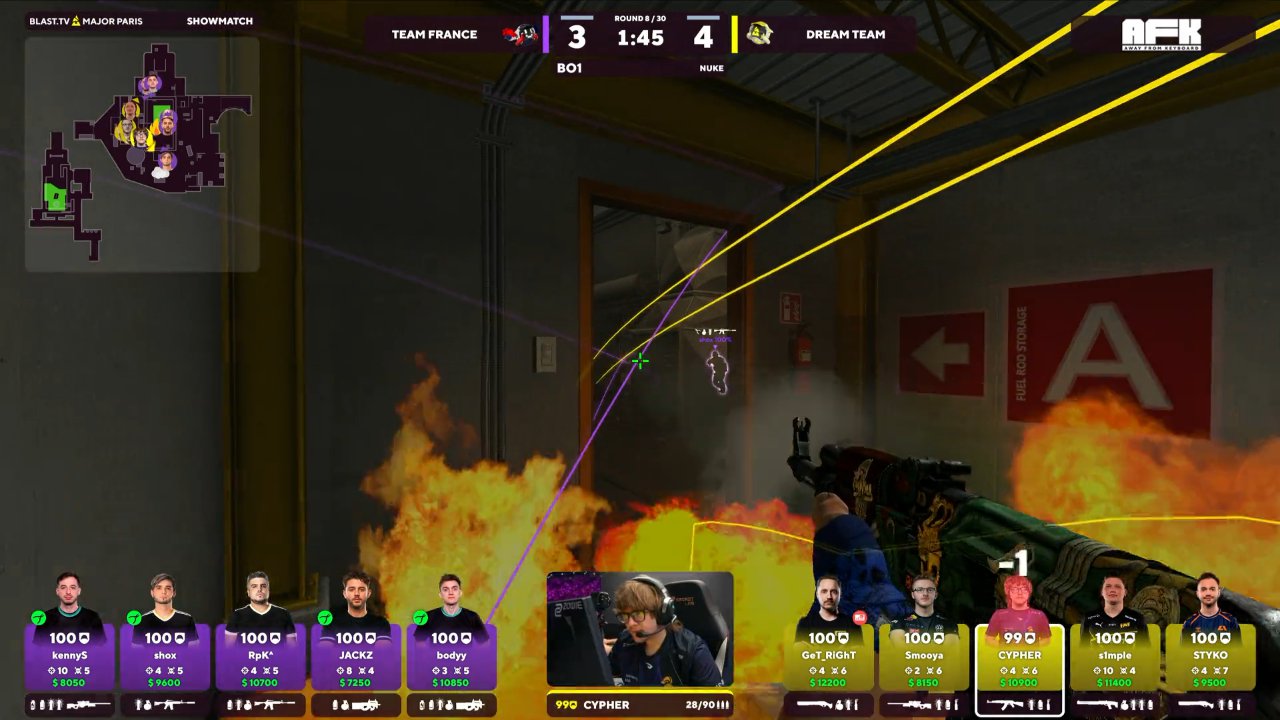 BLAST.TV MAJOR PARIS SHOWMATCH
TEAM FRANCE 3 ROUND 8 / 30 1:45 4 DREAM TEAM
BO1 NUKE
AFK
AWAY FROM KEYBOARD
shox 100%
FUEL ROD STORAGE
A
-1
ZOWIE
100 100 100 100 100 100 100 99 100 100
kennyS shox RpK^ JACKZ bodyy GeT_RiGhT Smooya CYPHER s1mple STYKO
10 5 4 5 4 5 8 4 3 5 4 6 2 6 4 6 10 4 4 7
$8050 $9600 $10700 $7250 $10850 $12200 $8150 $10900 $11400 $9500
99 CYPHER 28/90